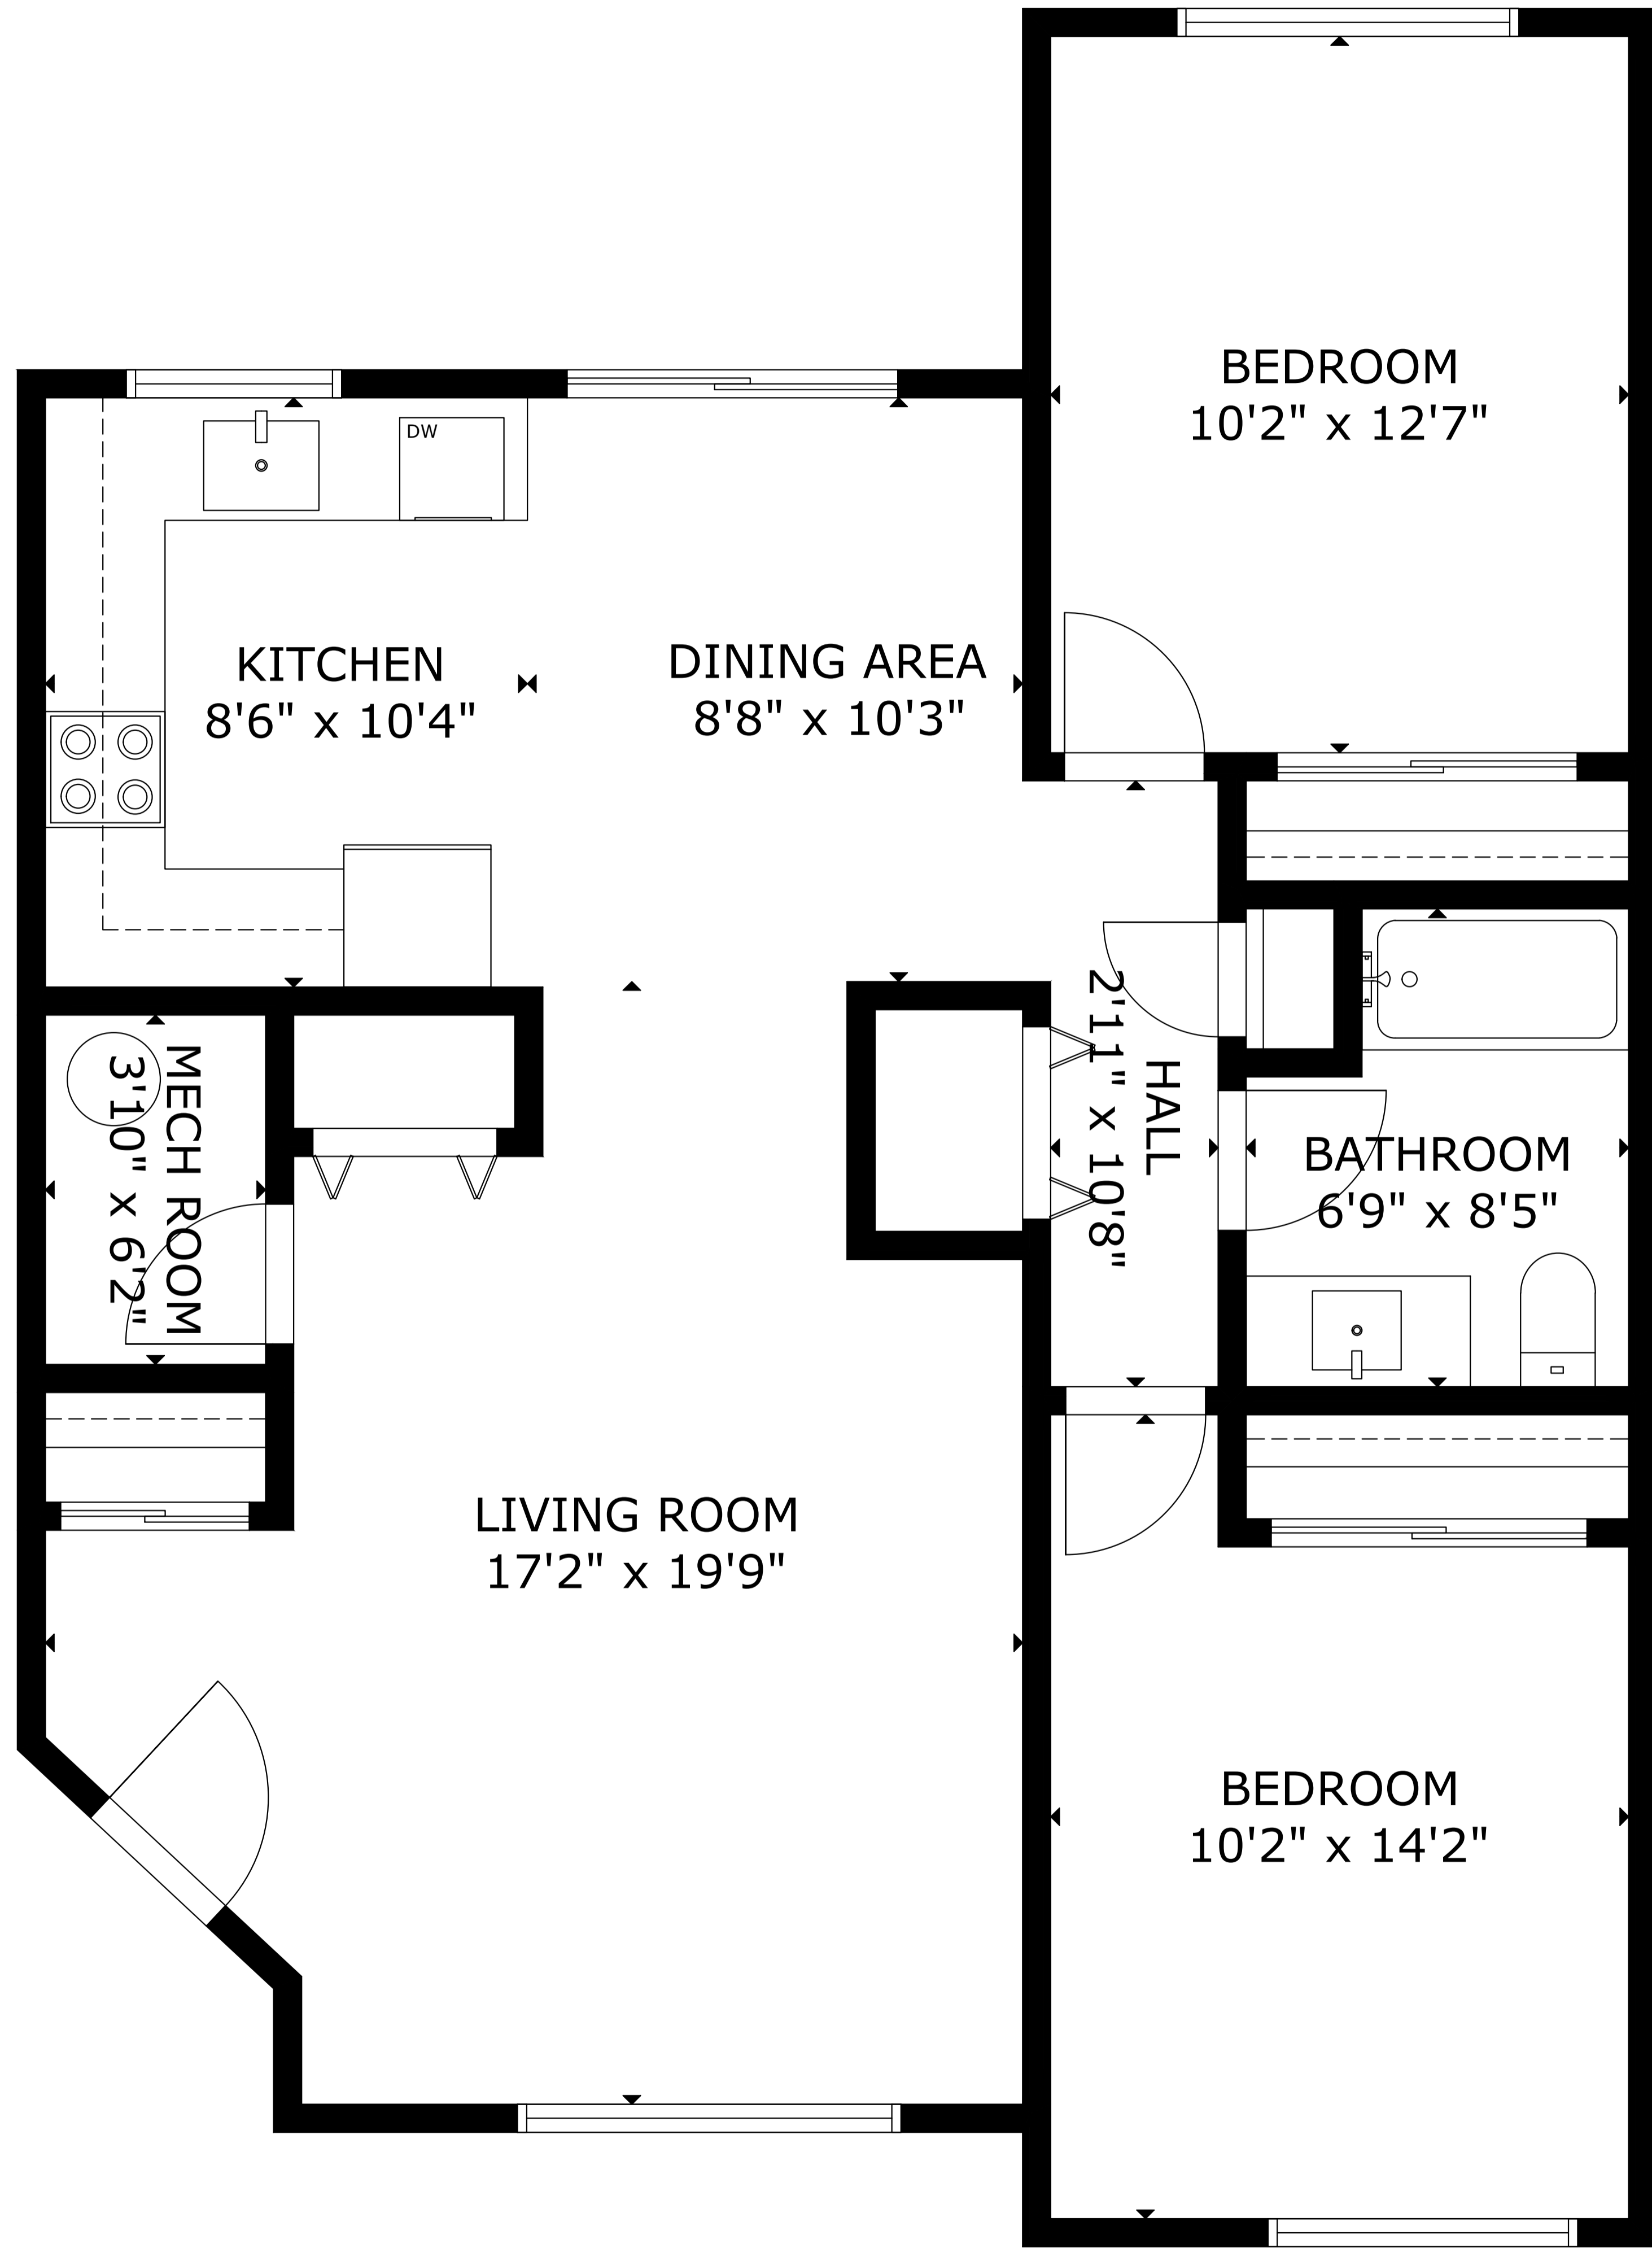 BEDROOM
10'2" x 12'7"
DW
KITCHEN
8'6" x 10'4"
DINING AREA
8'8" x 10'3"
MECH ROOM
3'10" x 6'2"
HALL
2'11" x 10'8"
BATHROOM
6'9" x 8'5"
LIVING ROOM
17'2" x 19'9"
BEDROOM
10'2" x 14'2"